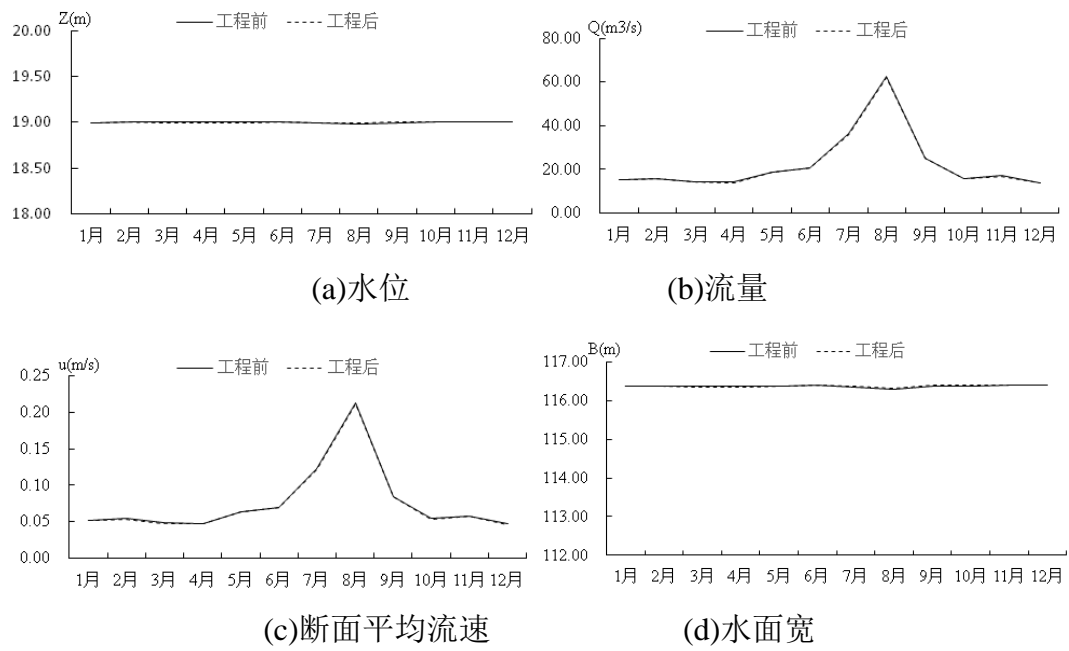 Z(m) 工程前 工程后
20.00
19.50
19.00
18.50
18.00
1月 2月 3月 4月 5月 6月 7月 8月 9月 10月 11月 12月
(a)水位
Q(m3/s) 工程前 工程后
80.00
60.00
40.00
20.00
0.00
1月 2月 3月 4月 5月 6月 7月 8月 9月 10月 11月 12月
(b)流量
u(m/s) 工程前 工程后
0.25
0.20
0.15
0.10
0.05
0.00
1月 2月 3月 4月 5月 6月 7月 8月 9月 10月 11月 12月
(c)断面平均流速
B(m) 工程前 工程后
117.00
116.00
115.00
114.00
113.00
112.00
1月 2月 3月 4月 5月 6月 7月 8月 9月 10月 11月 12月
(d)水面宽